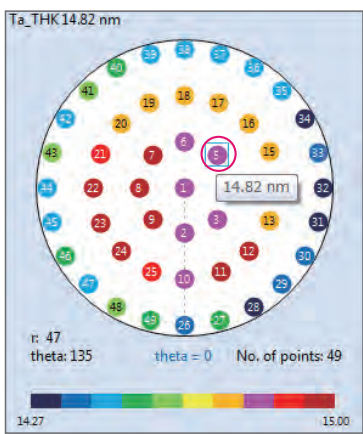 Ta_THK 14.82 nm
39 38 37
40 36
41 19 18 17 35
42 20 16 34
6
43 21 7 5 15 33
44 22 8 1 14.82 nm 32
45 23 9 3 13 31
2
46 24 12 30
47 25 10 11 29
48 28
49 26 27
r: 47
theta: 135 theta = 0 No. of points: 49
14.27 15.00